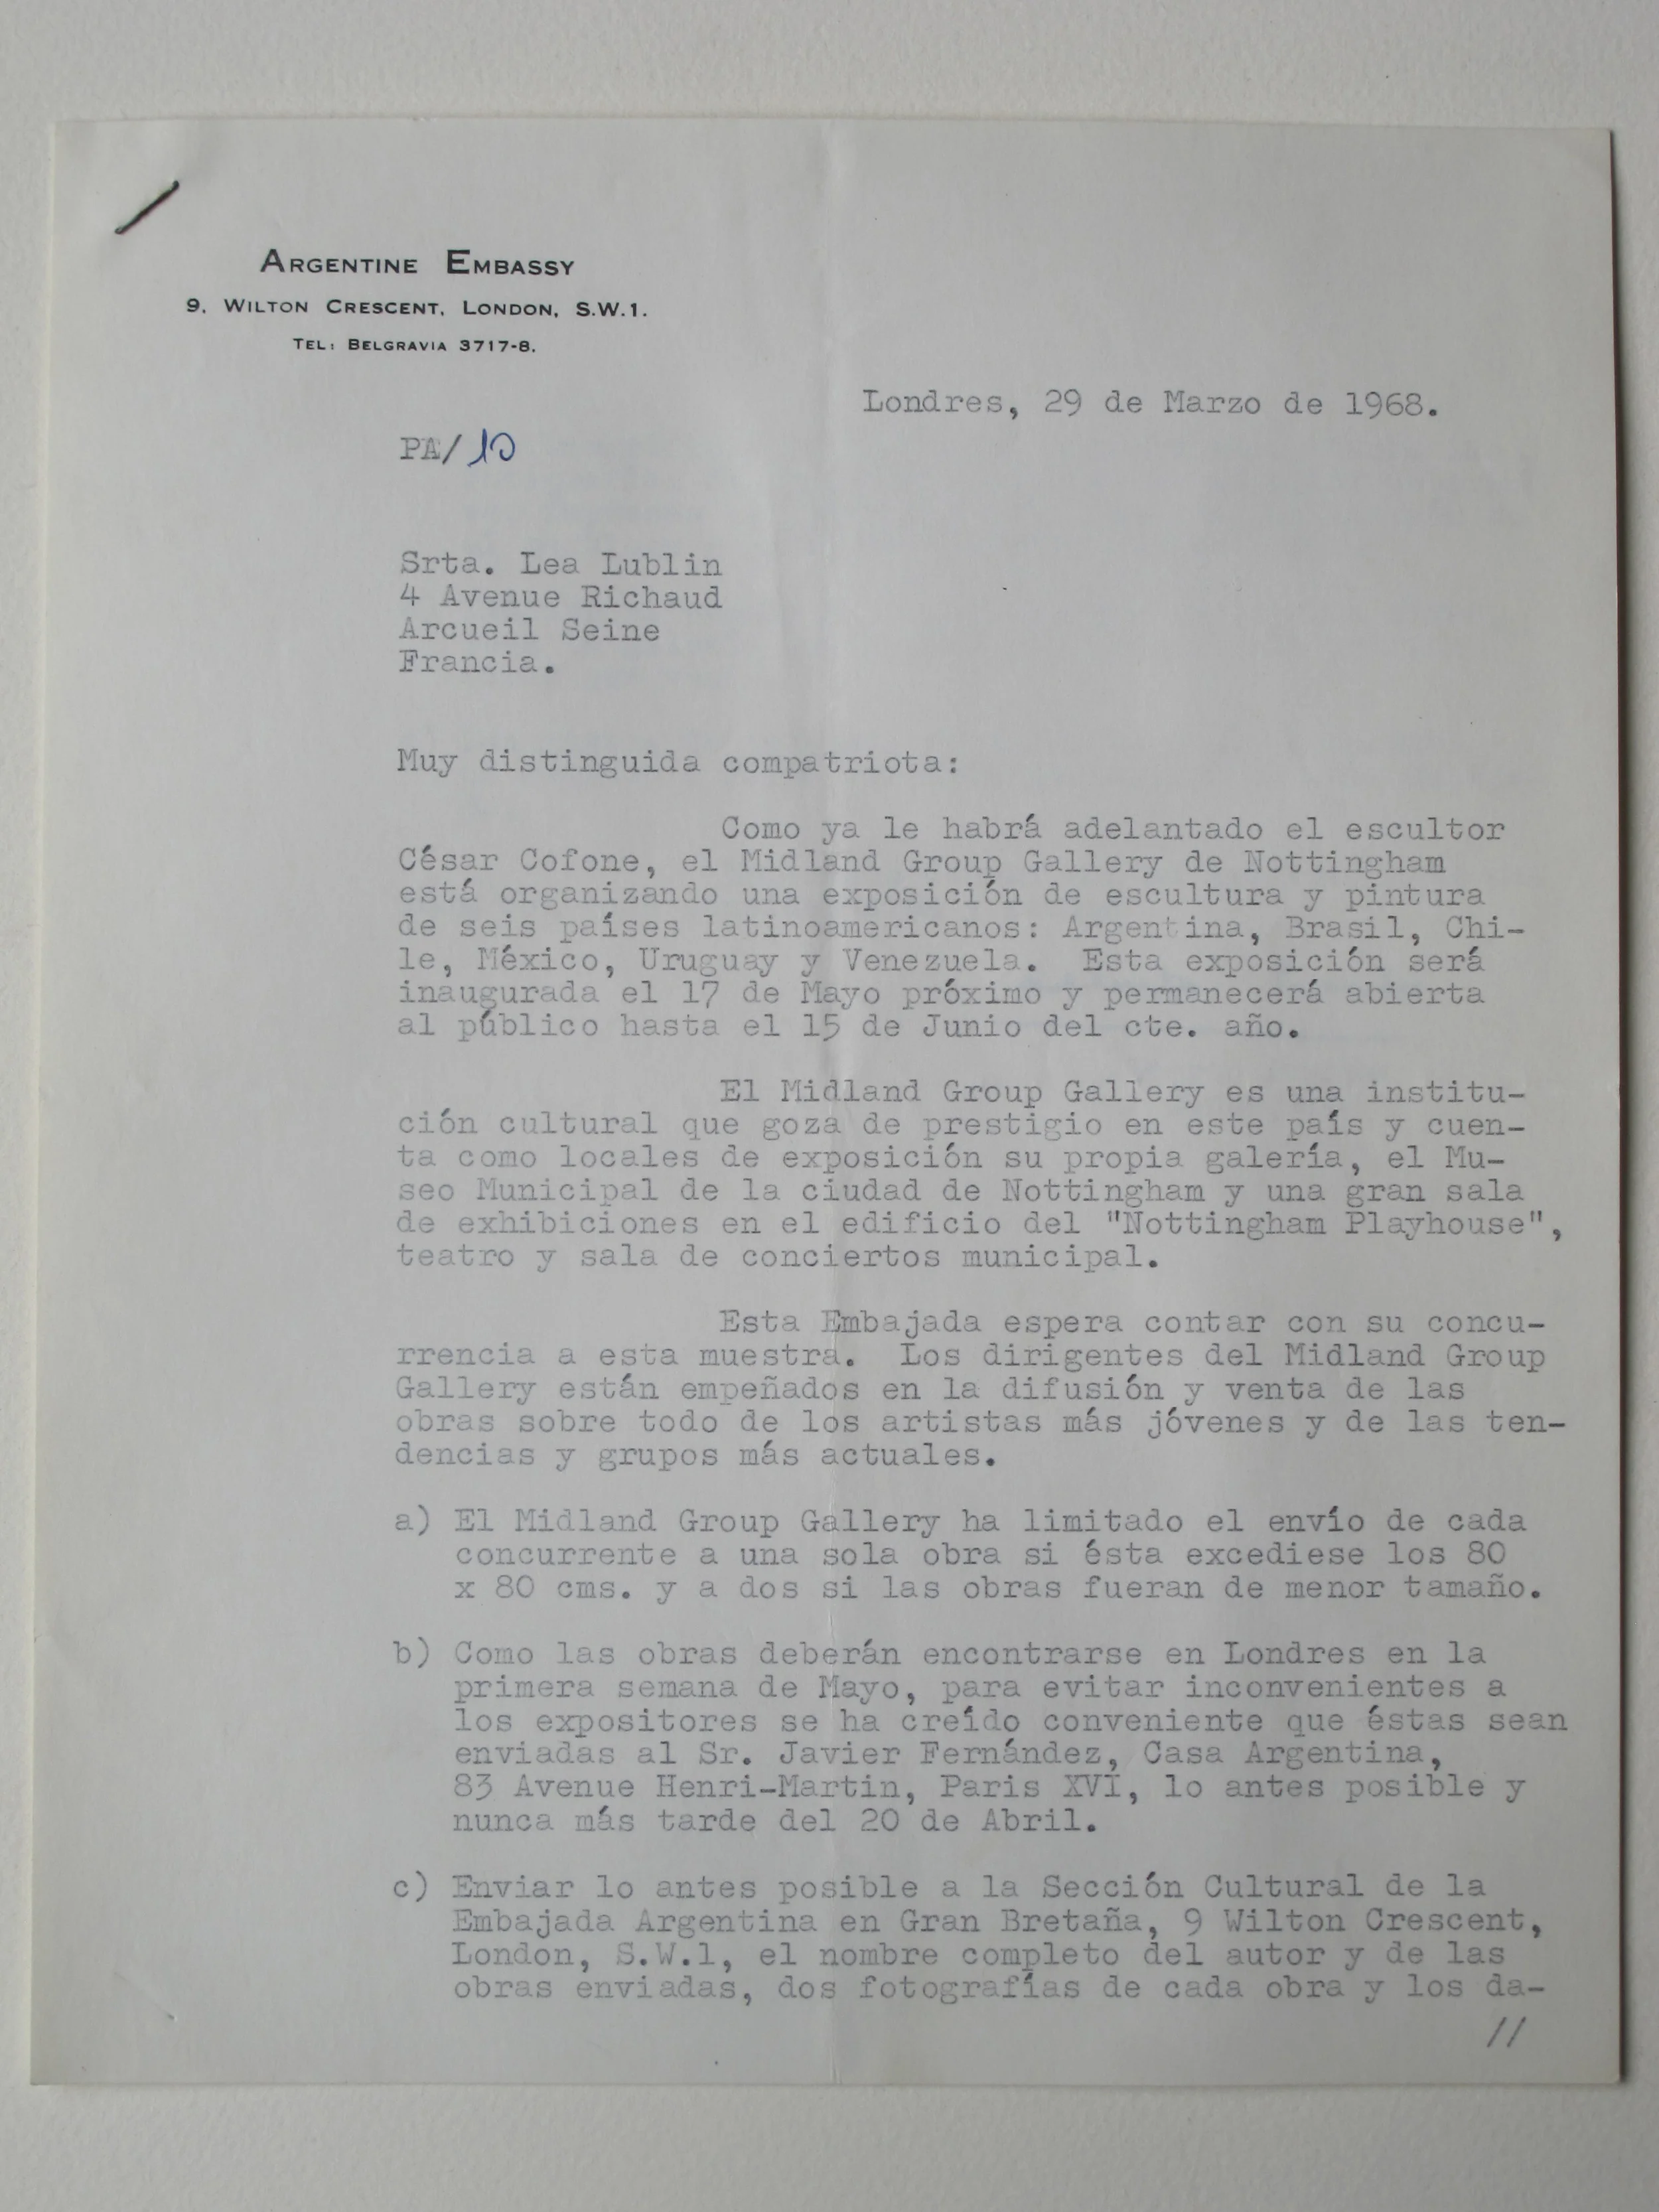 ARGENTINE EMBASSY
9, WILTON CRESCENT, LONDON, S.W.1.
TEL: BELGRAVIA 3717-8.
Londres, 29 de Marzo de 1968.
PA/10
Srta. Lea Lublin
4 Avenue Richaud
Arcueil Seine
Francia.
Muy distinguida compatriota:
Como ya le habrá adelantado el escultor
César Cofone, el Midland Group Gallery de Nottingham
está organizando una exposición de escultura y pintura
de seis países latinoamericanos: Argentina, Brasil, Chi-
le, México, Uruguay y Venezuela. Esta exposición será
inaugurada el 17 de Mayo próximo y permanecerá abierta
al público hasta el 15 de Junio del cte. año.
El Midland Group Gallery es una institu-
ción cultural que goza de prestigio en este país y cuen-
ta como locales de exposición su propia galería, el Mu-
seo Municipal de la ciudad de Nottingham y una gran sala
de exhibiciones en el edificio del "Nottingham Playhouse",
teatro y sala de conciertos municipal.
Esta Embajada espera contar con su concu-
rrencia a esta muestra. Los dirigentes del Midland Group
Gallery están empeñados en la difusión y venta de las
obras sobre todo de los artistas más jóvenes y de las ten-
dencias y grupos más actuales.
a) El Midland Group Gallery ha limitado el envío de cada
concurrente a una sola obra si ésta excediese los 80
x 80 cms. y a dos si las obras fueran de menor tamaño.
b) Como las obras deberán encontrarse en Londres en la
primera semana de Mayo, para evitar inconvenientes a
los expositores se ha creído conveniente que éstas sean
enviadas al Sr. Javier Fernández, Casa Argentina,
83 Avenue Henri-Martin, Paris XVI, lo antes posible y
nunca más tarde del 20 de Abril.
c) Enviar lo antes posible a la Sección Cultural de la
Embajada Argentina en Gran Bretaña, 9 Wilton Crescent,
London, S.W.1, el nombre completo del autor y de las
obras enviadas, dos fotografías de cada obra y los da-
//